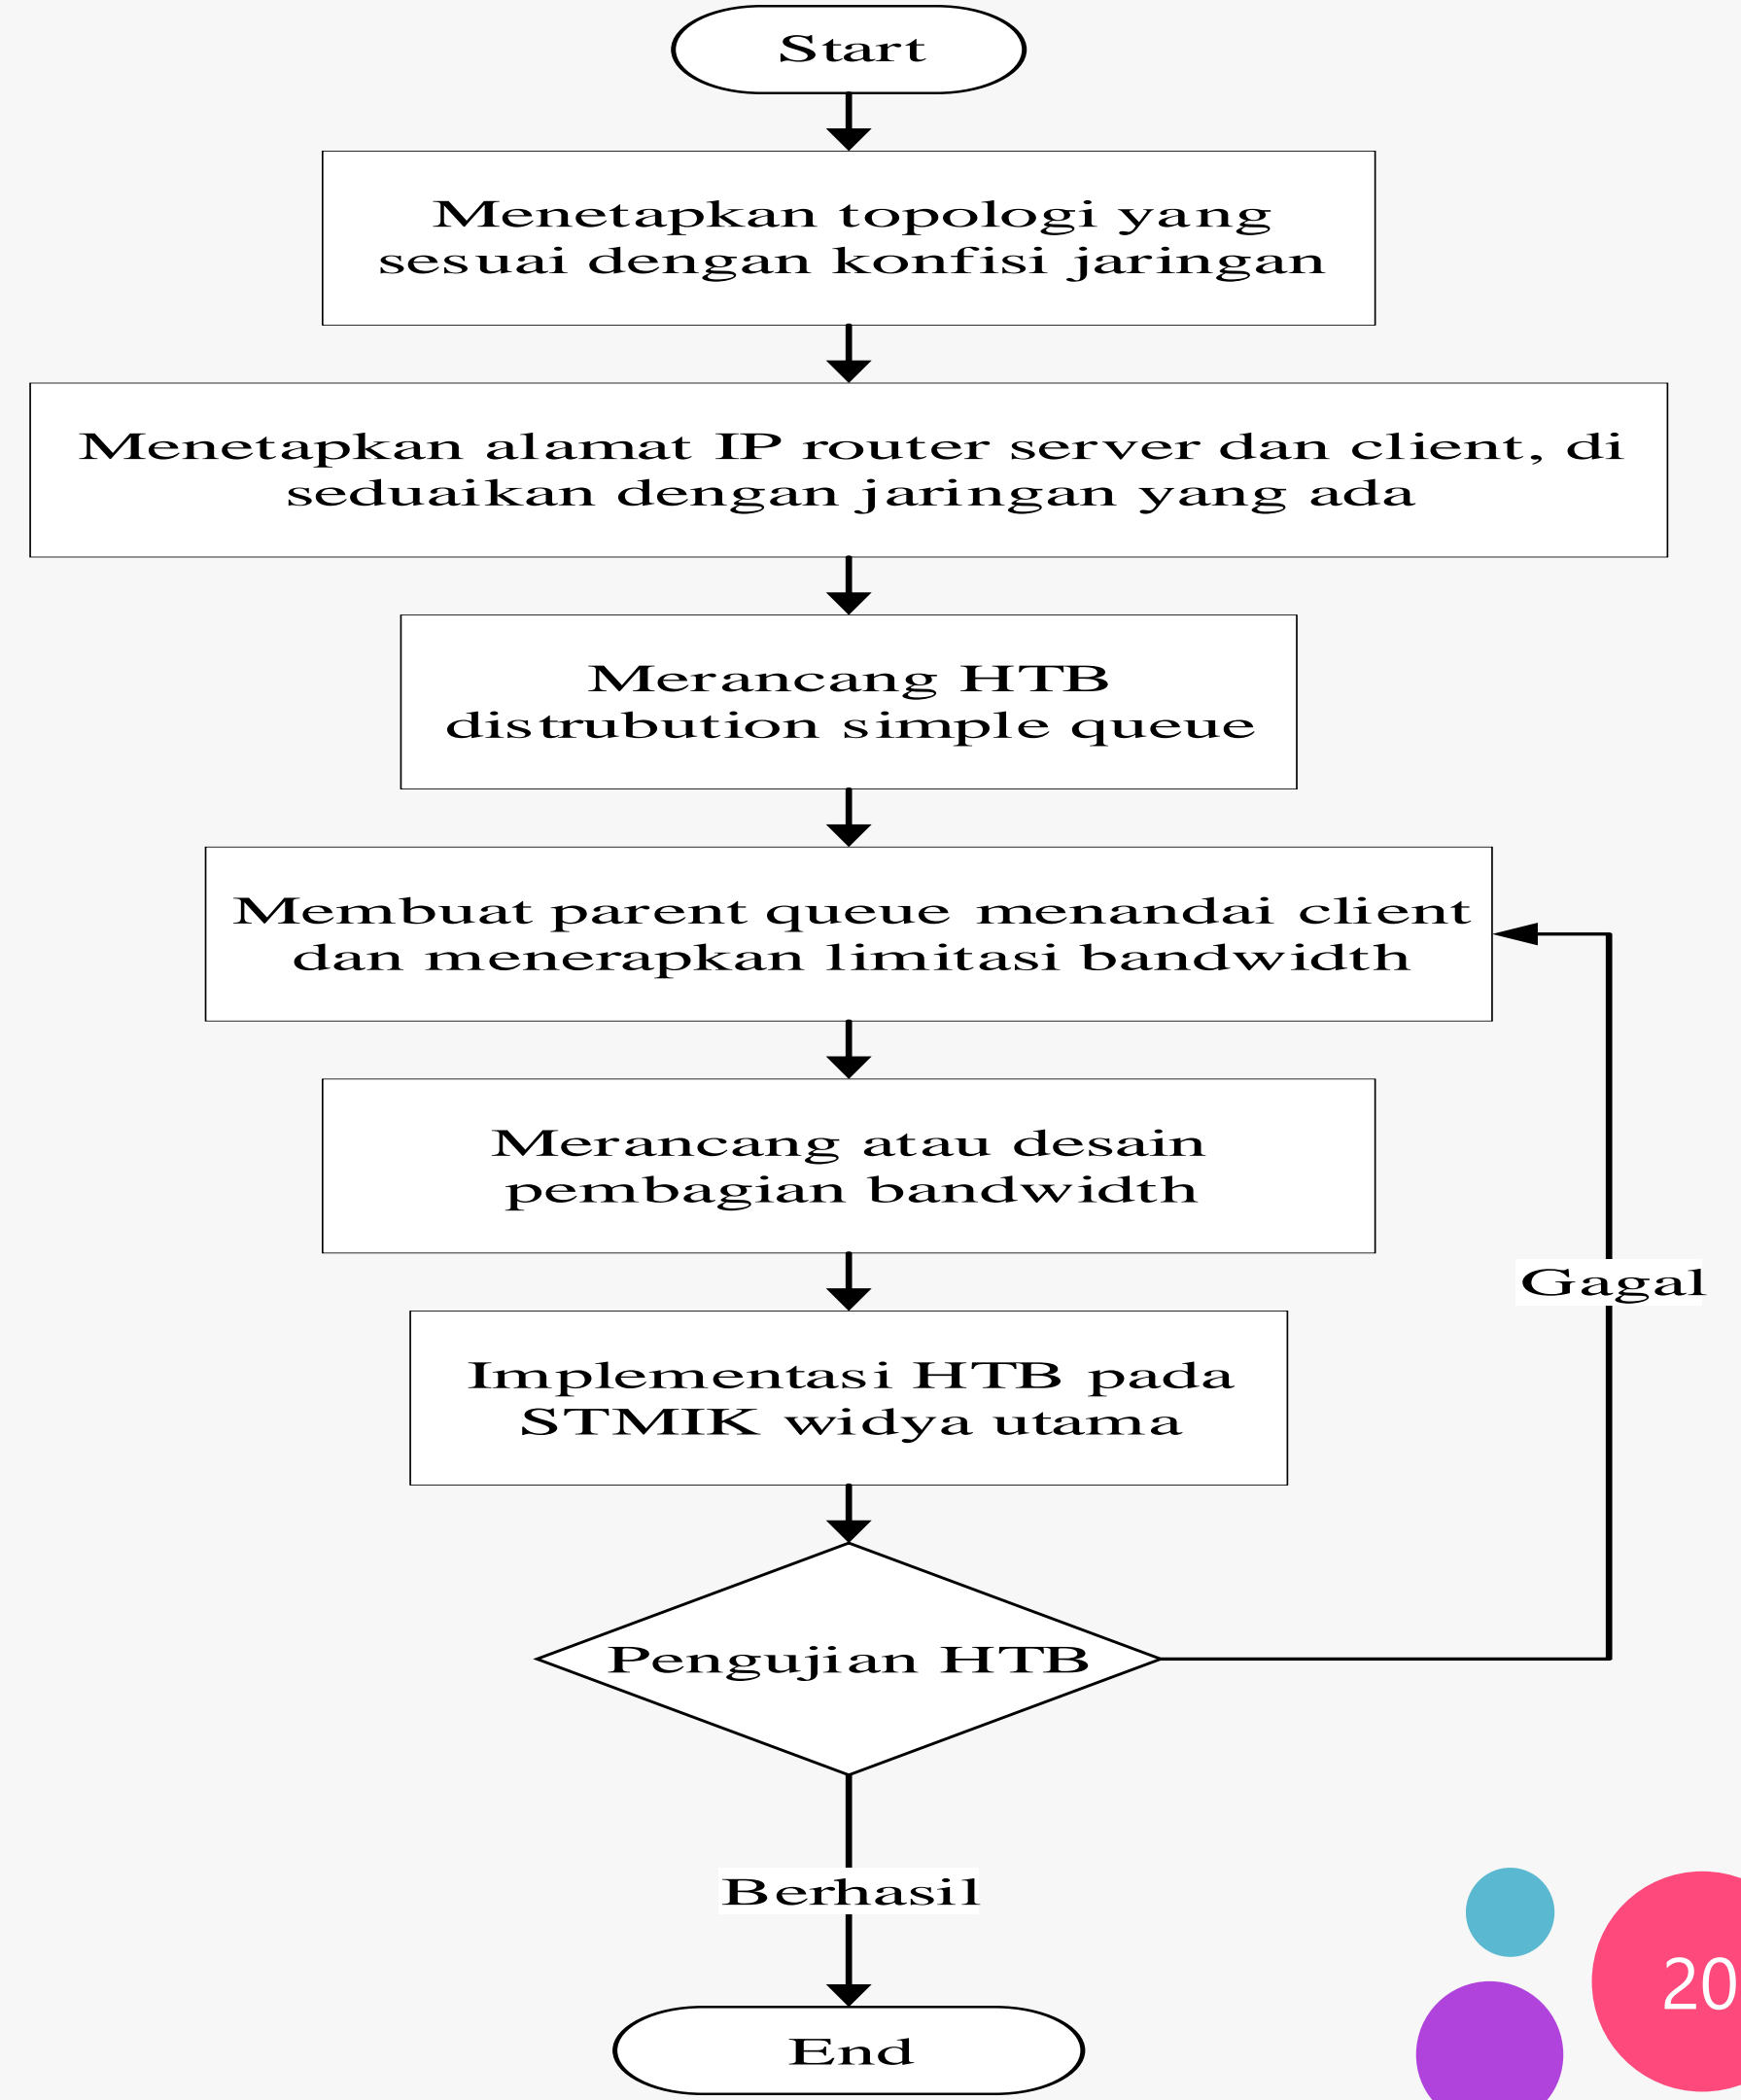 Start
Menetapkan topologi yang
sesuai dengan konfisi jaringan
Menetapkan alamat IP router server dan client, di
seduaikan dengan jaringan yang ada
Merancang HTB
distrubution simple queue
Membuat parent queue menandai client
dan menerapkan limitasi bandwidth
Merancang atau desain
pembagian bandwidth
Gagal
Implementasi HTB pada
STMIK widya utama
Pengujian HTB
Berhasil
20
End